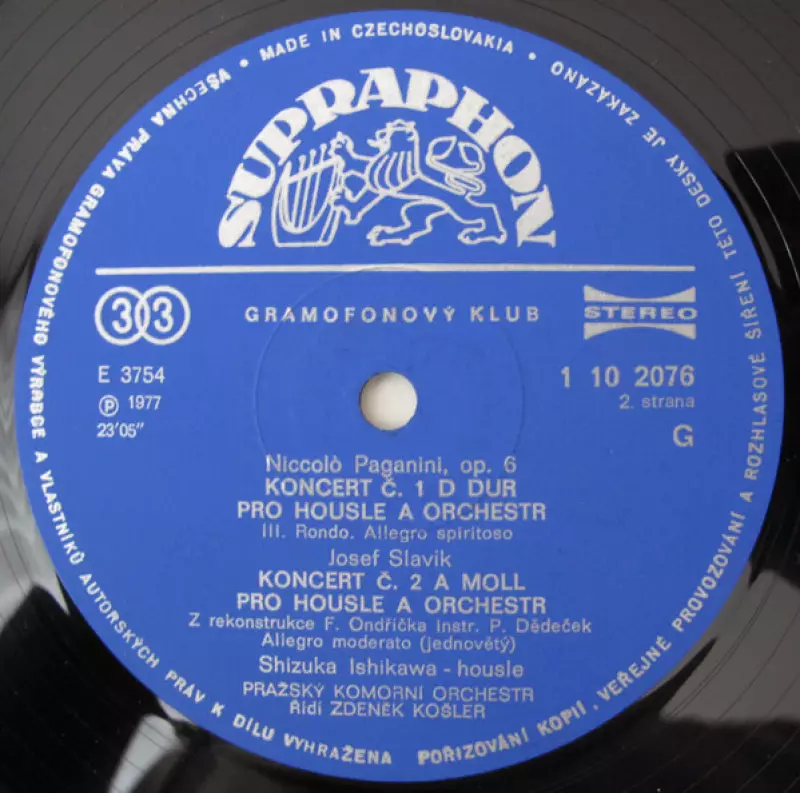 • MADE IN CZECHOSLOVAKIA •
SUPRAPHON
33
GRAMOFONOVÝ KLUB
STEREO
E 3754
1 10 2076
Ⓟ 1977
2. strana
23'05"
G
Niccolò Paganini, op. 6
KONCERT Č. 1 D DUR
PRO HOUSLE A ORCHESTR
III. Rondo. Allegro spiritoso
Josef Slavík
KONCERT Č. 2 A MOLL
PRO HOUSLE A ORCHESTR
Z rekonstrukce F. Ondříčka Instr. P. Dědeček
Allegro moderato (jednovětý)
Shizuka Ishikawa - housle
PRAŽSKÝ KOMORNÍ ORCHESTR
Řídí ZDENĚK KOŠLER
VŠECHNA PRÁVA GRAMOFONOVÉHO VÝROBCE A VLASTNÍKŮ AUTORSKÝCH PRÁV K DÍLU VYHRAŽENA POŘIZOVÁNÍ KOPIÍ, VEŘEJNÉ PROVOZOVÁNÍ A ROZHLASOVÉ ŠÍŘENÍ TÉTO DESKY JE ZAKÁZÁNO